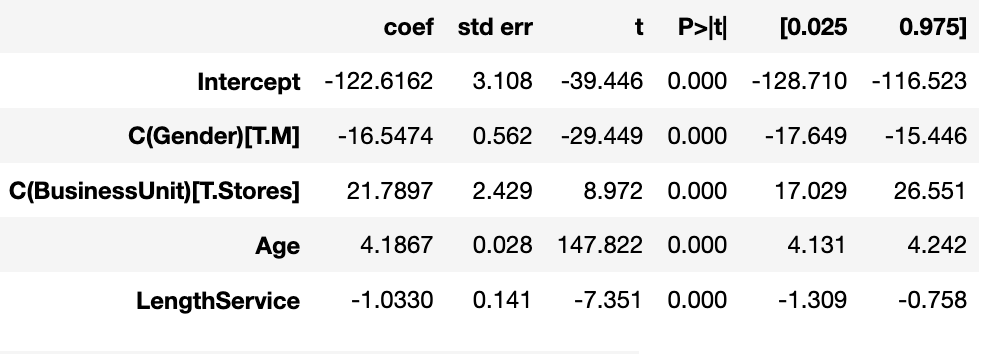 coef std err t P>|t| [0.025 0.975]
Intercept -122.6162 3.108 -39.446 0.000 -128.710 -116.523
C(Gender)[T.M] -16.5474 0.562 -29.449 0.000 -17.649 -15.446
C(BusinessUnit)[T.Stores] 21.7897 2.429 8.972 0.000 17.029 26.551
Age 4.1867 0.028 147.822 0.000 4.131 4.242
LengthService -1.0330 0.141 -7.351 0.000 -1.309 -0.758